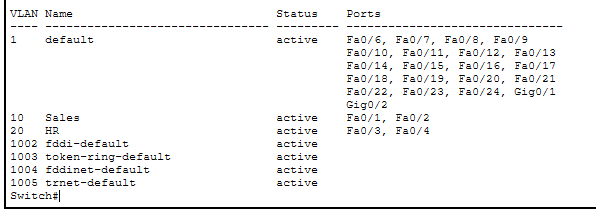 VLAN Name                             Status    Ports
---- -------------------------------- --------- -------------------------------
1    default                          active    Fa0/6, Fa0/7, Fa0/8, Fa0/9
                                                Fa0/10, Fa0/11, Fa0/12, Fa0/13
                                                Fa0/14, Fa0/15, Fa0/16, Fa0/17
                                                Fa0/18, Fa0/19, Fa0/20, Fa0/21
                                                Fa0/22, Fa0/23, Fa0/24, Gig0/1
                                                Gig0/2
10   Sales                            active    Fa0/1, Fa0/2
20   HR                               active    Fa0/3, Fa0/4
1002 fddi-default                     active
1003 token-ring-default               active
1004 fddinet-default                  active
1005 trnet-default                    active
Switch#